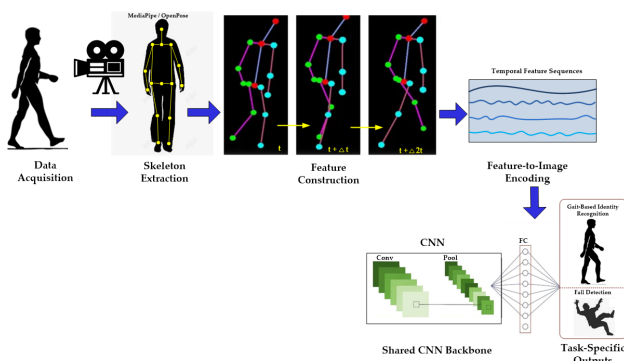 MediaPipe / OpenPose
Temporal Feature Sequences
t
t + △t
t + △2t
Data
Acquisition
Skeleton
Extraction
Feature
Construction
Feature-to-Image
Encoding
Gait-Based Identity
Recognition
CNN
FC
Conv
Pool
Fall Detection
Shared CNN Backbone
Task-Specific
Outputs